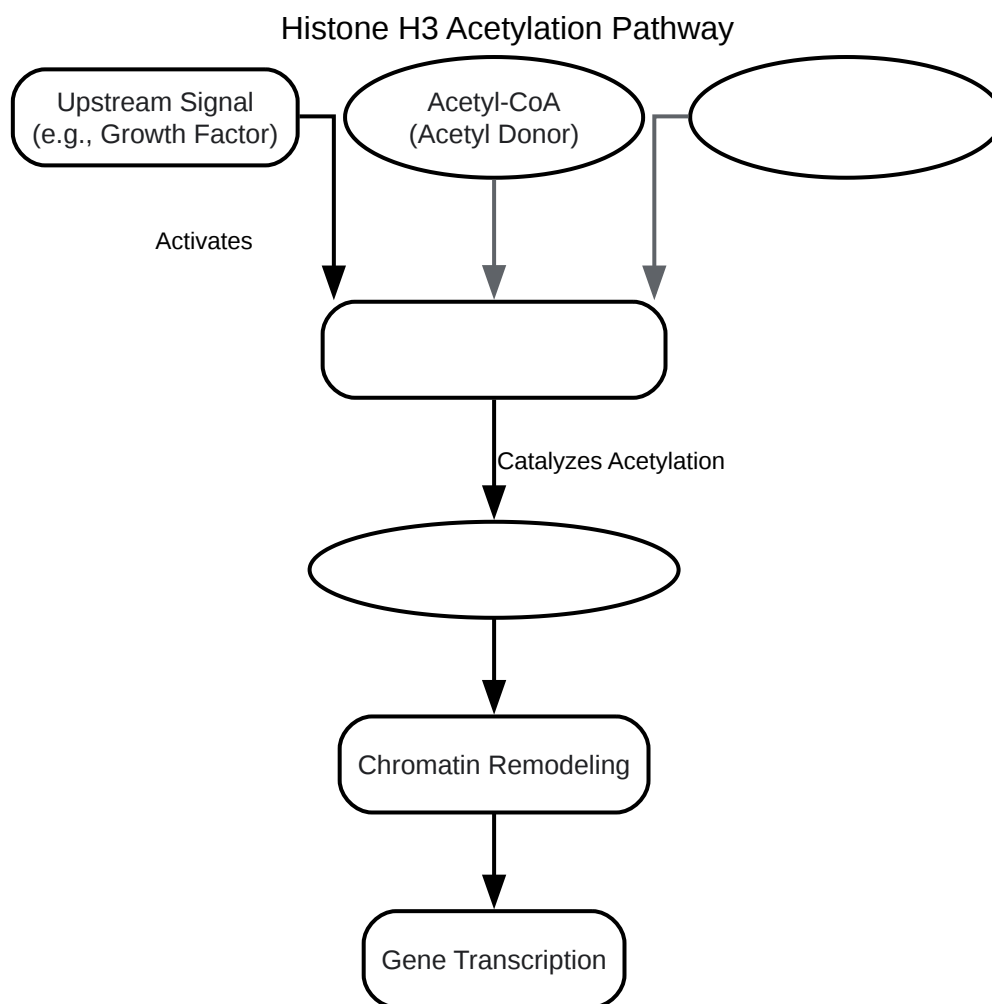 Histone H3 Acetylation Pathway
Upstream Signal
(e.g., Growth Factor)
Acetyl-CoA
(Acetyl Donor)
Activates
Catalyzes Acetylation
Chromatin Remodeling
Gene Transcription